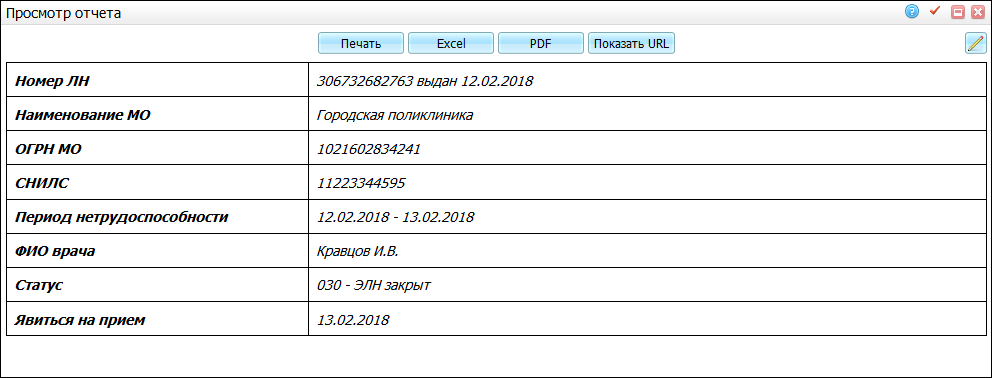 Просмотр отчета
Печать Excel PDF Показать URL
Номер ЛН 306732682763 выдан 12.02.2018
Наименование МО Городская поликлиника
ОГРН МО 1021602834241
СНИЛС 11223344595
Период нетрудоспособности 12.02.2018 - 13.02.2018
ФИО врача Кравцов И.В.
Статус 030 - ЭЛН закрыт
Явиться на прием 13.02.2018